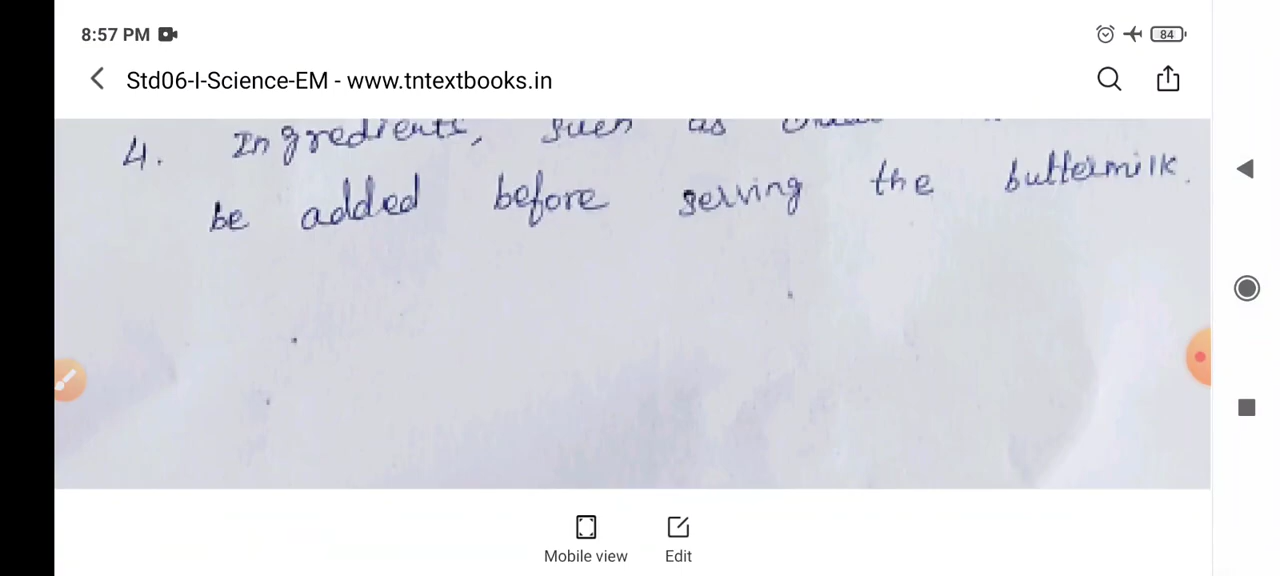 8:57 PM
84
Std06-I-Science-EM - www.tntextbooks.in
4. Ingredients, such as
be added before serving the buttermilk.
Mobile view
Edit